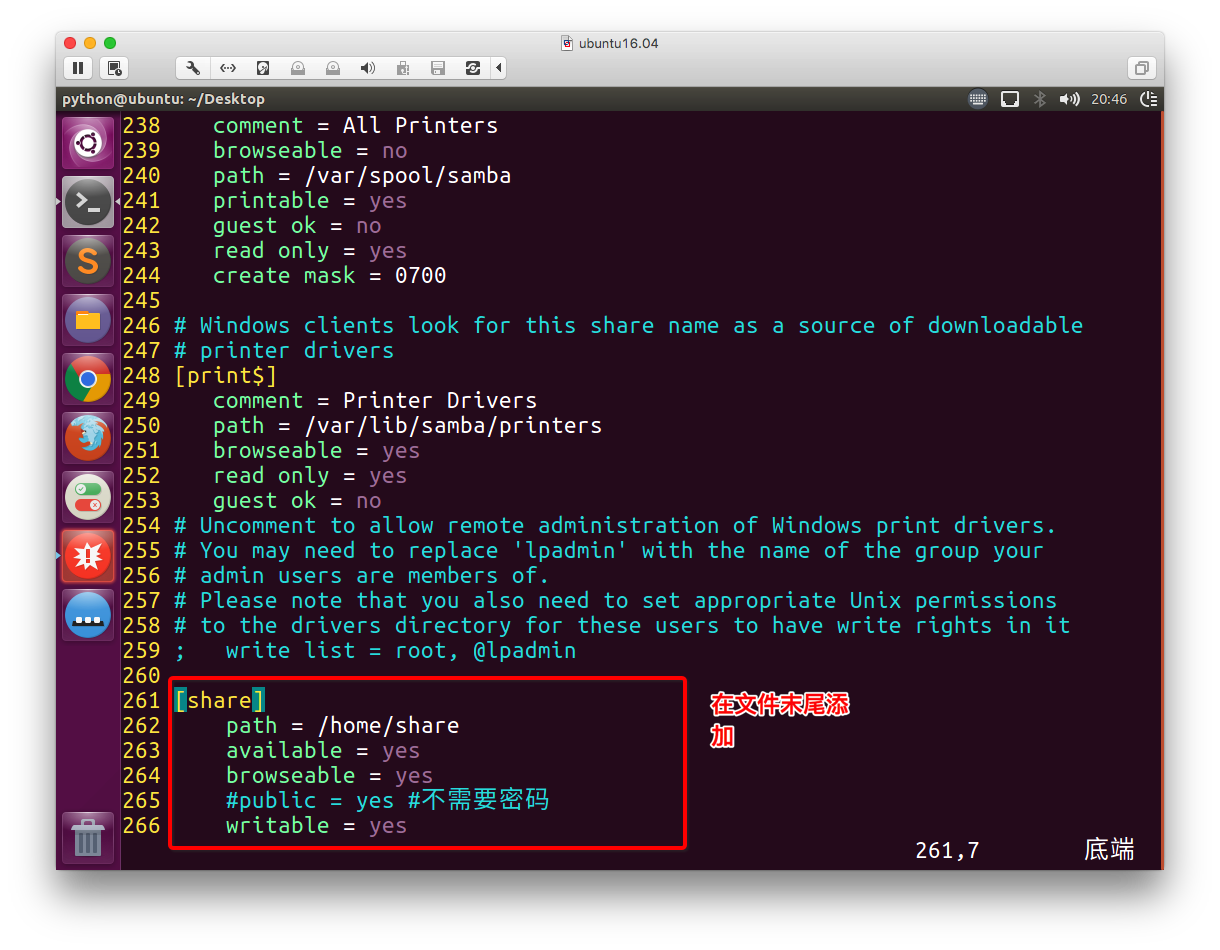 ubuntu16.04
python@ubuntu: ~/Desktop
20:46
238    comment = All Printers
239    browseable = no
240    path = /var/spool/samba
241    printable = yes
242    guest ok = no
243    read only = yes
244    create mask = 0700
245
246 # Windows clients look for this share name as a source of downloadable
247 # printer drivers
248 [print$]
249    comment = Printer Drivers
250    path = /var/lib/samba/printers
251    browseable = yes
252    read only = yes
253    guest ok = no
254 # Uncomment to allow remote administration of Windows print drivers.
255 # You may need to replace 'lpadmin' with the name of the group your
256 # admin users are members of.
257 # Please note that you also need to set appropriate Unix permissions
258 # to the drivers directory for these users to have write rights in it
259 ;   write list = root, @lpadmin
260
261 [share]
262     path = /home/share
263     available = yes
264     browseable = yes
265     #public = yes #不需要密码
266     writable = yes
在文件末尾添
加
261,7
底端